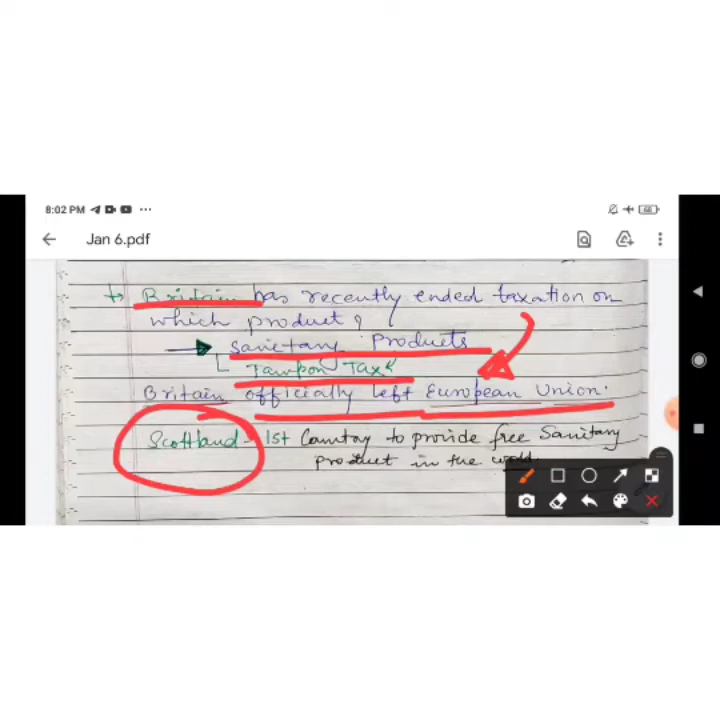 8:02 PM ...
Jan 6.pdf
Britain has recently ended taxation on
which product?
Sanitary Products
Tampon Tax
Britain officially left European Union.
Scotland - 1st Country to provide free Sanitary
product in the world